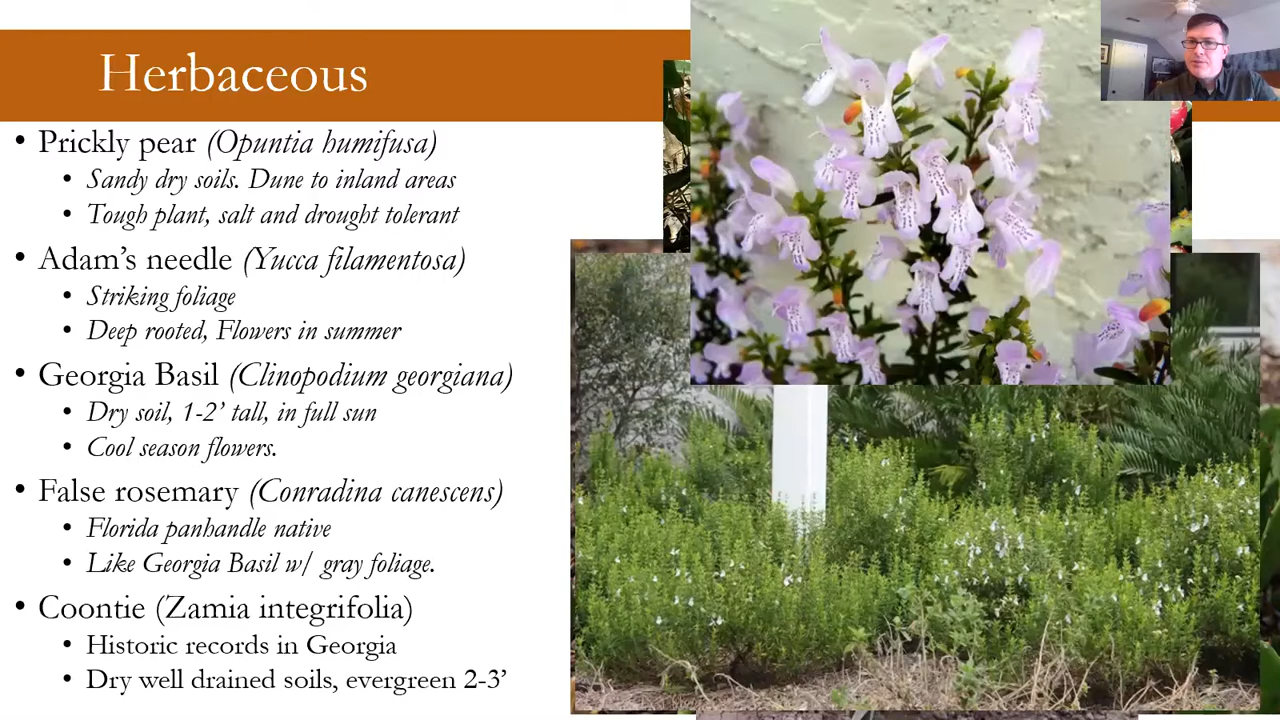 Herbaceous
• Prickly pear (Opuntia humifusa)
• Sandy dry soils. Dune to inland areas
• Tough plant, salt and drought tolerant
• Adam’s needle (Yucca filamentosa)
• Striking foliage
• Deep rooted, Flowers in summer
• Georgia Basil (Clinopodium georgiana)
• Dry soil, 1-2’ tall, in full sun
• Cool season flowers.
• False rosemary (Conradina canescens)
• Florida panhandle native
• Like Georgia Basil w/ gray foliage.
• Coontie (Zamia integrifolia)
• Historic records in Georgia
• Dry well drained soils, evergreen 2-3’